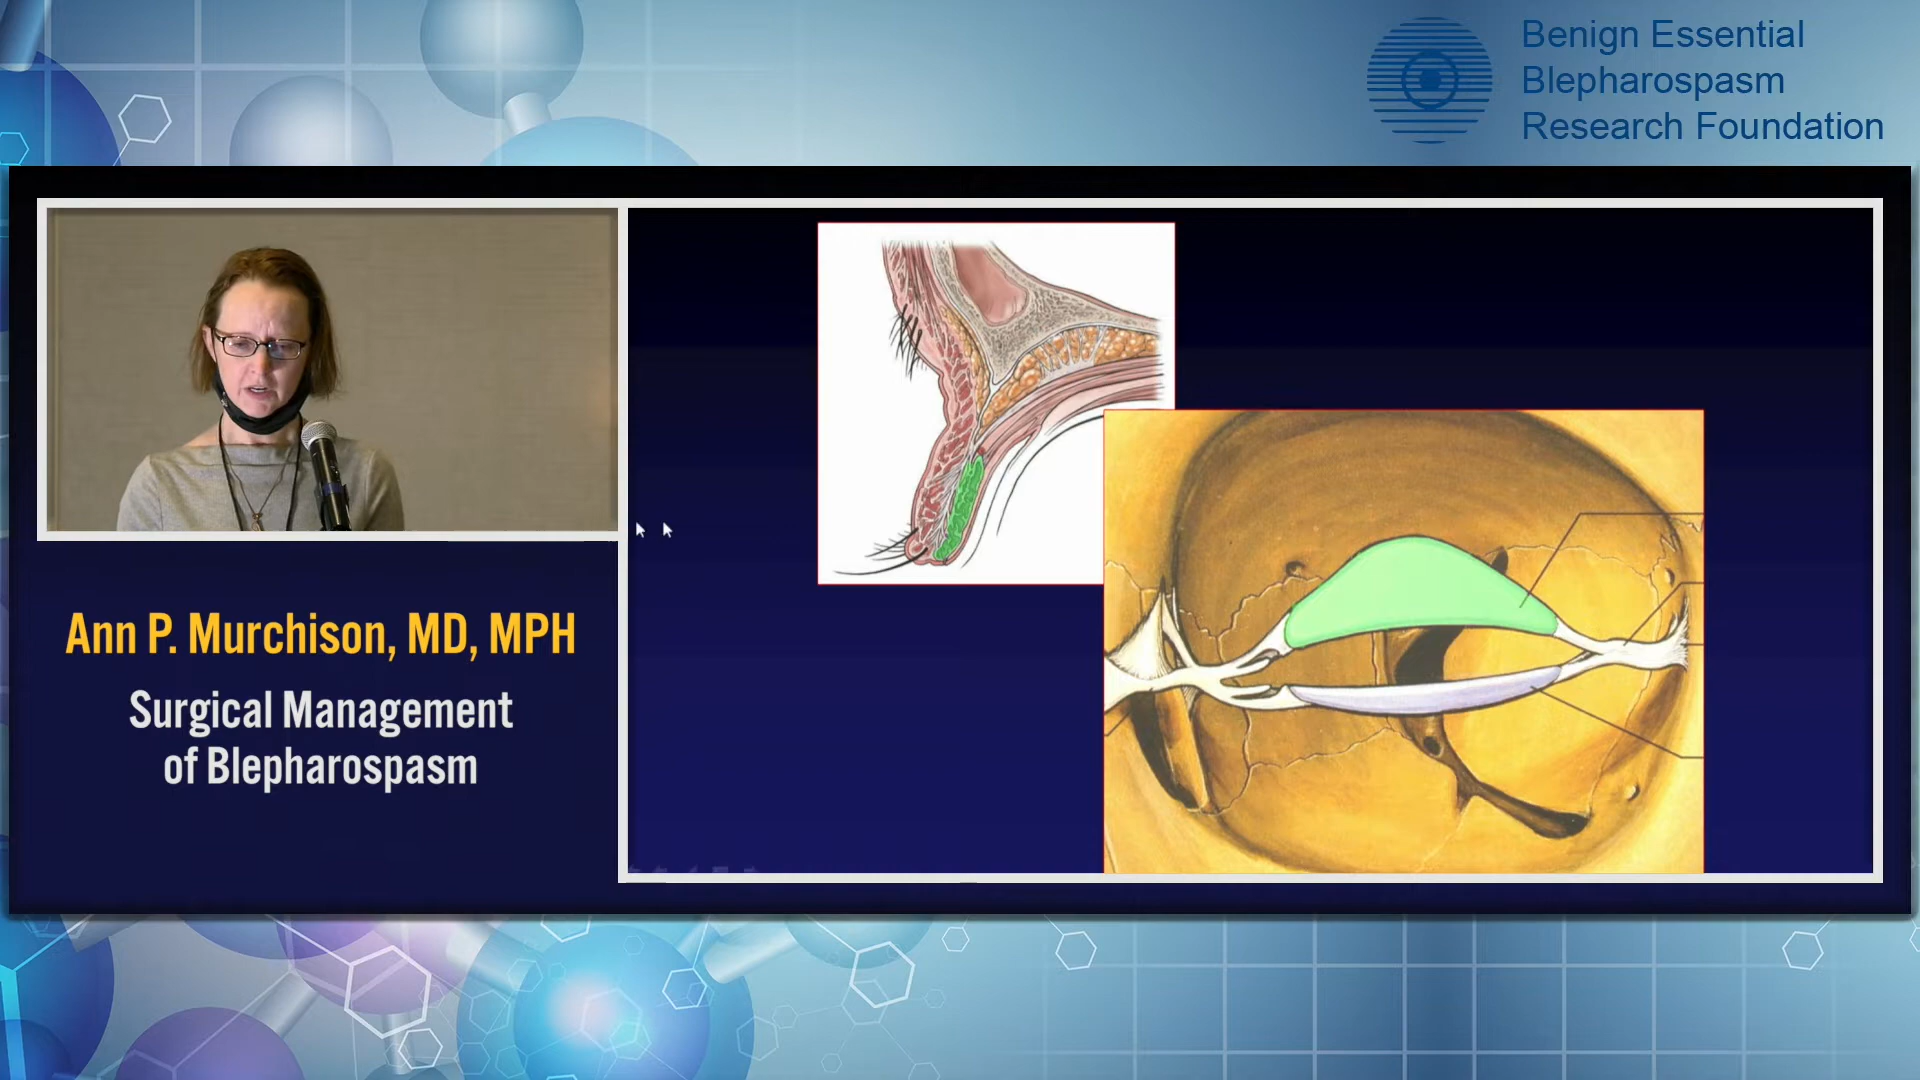 Benign Essential
Blepharospasm
Research Foundation
Ann P. Murchison, MD, MPH
Surgical Management
of Blepharospasm